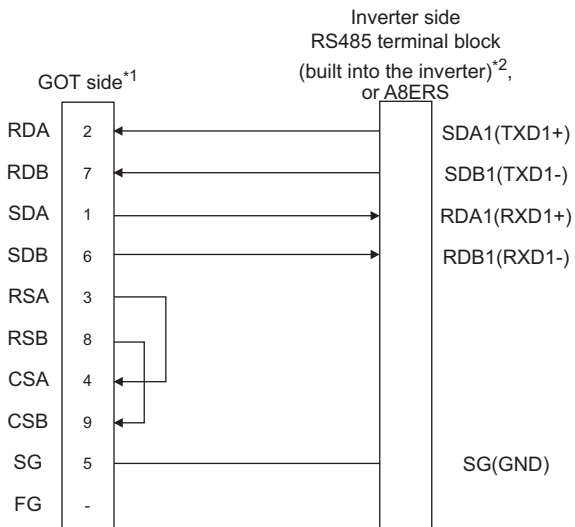 Inverter side
RS485 terminal block
(built into the inverter)*2,
or A8ERS
GOT side*1
RDA 2 SDA1(TXD1+)
RDB 7 SDB1(TXD1-)
SDA 1 RDA1(RXD1+)
SDB 6 RDB1(RXD1-)
RSA 3
RSB 8
CSA 4
CSB 9
SG 5 SG(GND)
FG -